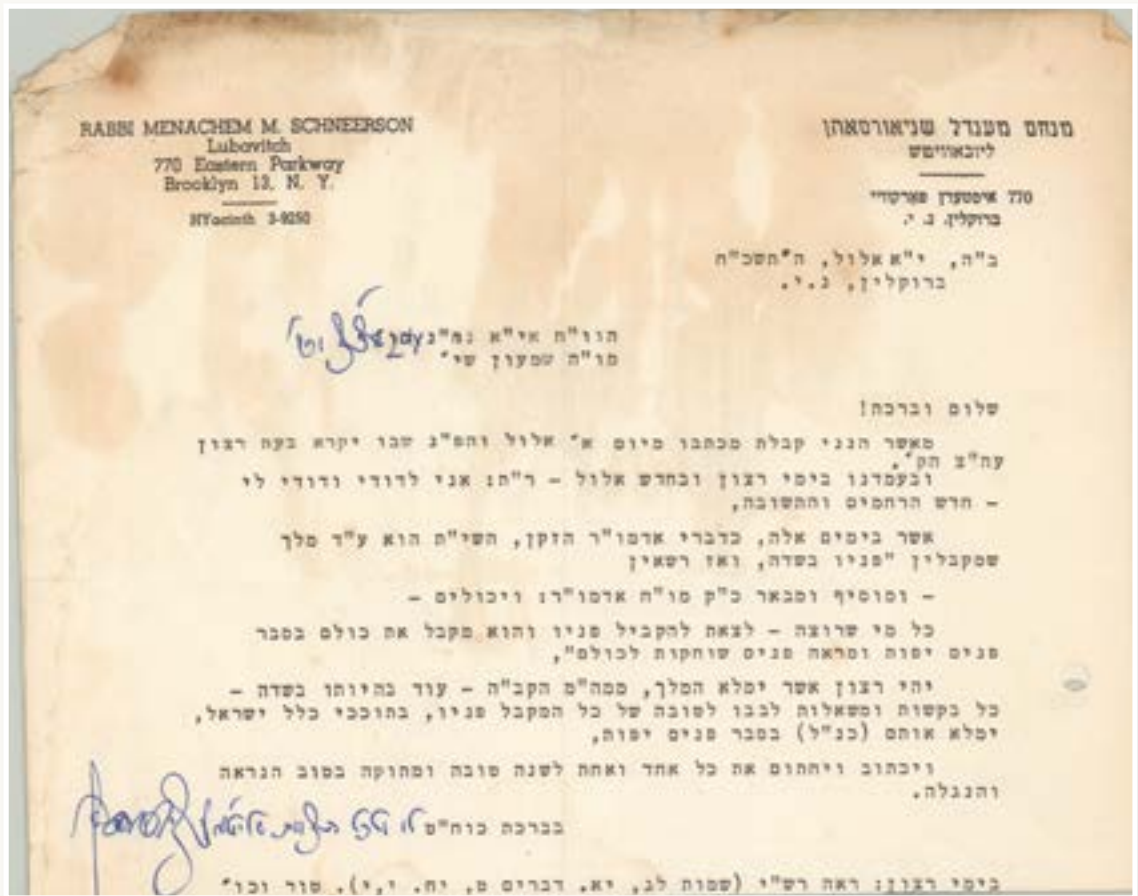 RABBI MENACHEM M. SCHNEERSON
Lubavitch
770 Eastern Parkway
Brooklyn 13, N. Y.
HYacinth 3-9250
מנחם מענדל שניאורסאהן
ליובאוויטש
770 איסטערן פארקוויי
ברוקלין, נ. י.
ב"ה, י"א אלול, ה'תשכ"ח
ברוקלין, נ.י.
הוו"ח אי"א נו"נ
מו"ה שמעון שי'
שלום וברכה!
מאשר הנני קבלת מכתבו מיום א' אלול והפ"נ שבו יקרא בעת רצון
עה"צ הק'.
ובעמדנו בימי רצון ובחדש אלול - ר"ת: אני לדודי ודודי לי
- חדש הרחמים והתשובה,
אשר בימים אלה, כדברי אדמו"ר הזקן, השי"ת הוא ע"ד מלך
שמקבלין "פניו בשדה, ואז רשאין
- ומוסיף ומבאר כ"ק מו"ח אדמו"ר: ויכולים -
כל מי שרוצה - לצאת להקביל פניו והוא מקבל את כולם בסבר
פנים יפות ומראה פנים שוחקות לכולם",
יהי רצון אשר ימלא המלך, ממה"מ הקב"ה - עוד בהיותו בשדה -
כל בקשות ומשאלות לבבו לטובה של כל המקבל פניו, בתוככי כלל ישראל,
ימלא אותם (כנ"ל) בסבר פנים יפות,
ויכתוב ויחתום את כל אחד ואחת לשנה טובה ומתוקה בטוב הנראה
והנגלה.
בברכת כוח"ט
בימי רצון: ראה רש"י (שמות לג, יא. דברים ט, יח. י,י). טור וכו'